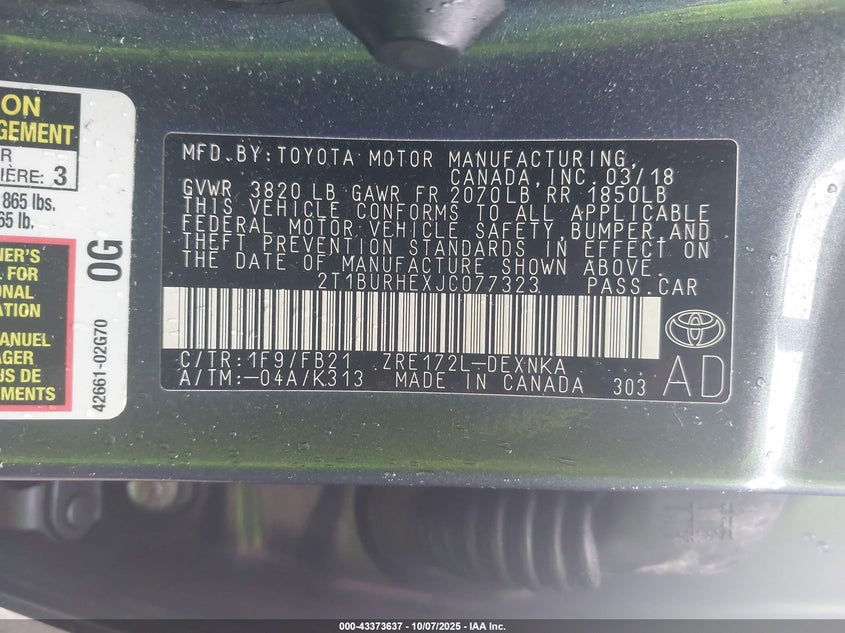 ON
GEMENT
R
IÈRE: 3
865 lbs.
65 lb.
NER'S
L FOR
ONAL
ATION
MANUEL
AGER
US DE
EMENTS
0G
42661-02G70
MFD.BY:TOYOTA MOTOR MANUFACTURING,
CANADA,INC. 03/18
GVWR 3820 LB GAWR FR 2070LB RR 1850LB
THIS VEHICLE CONFORMS TO ALL APPLICABLE
FEDERAL MOTOR VEHICLE SAFETY, BUMPER, AND
THEFT PREVENTION STANDARDS IN EFFECT ON
THE DATE OF MANUFACTURE SHOWN ABOVE.
2T1BURHEXJC077323 PASS.CAR
C/TR:1F9/FB21 ZRE172L-DEXNKA
A/TM:-04A/K313 MADE IN CANADA 303
AD
000-43373637 - 10/07/2025 - IAA Inc.